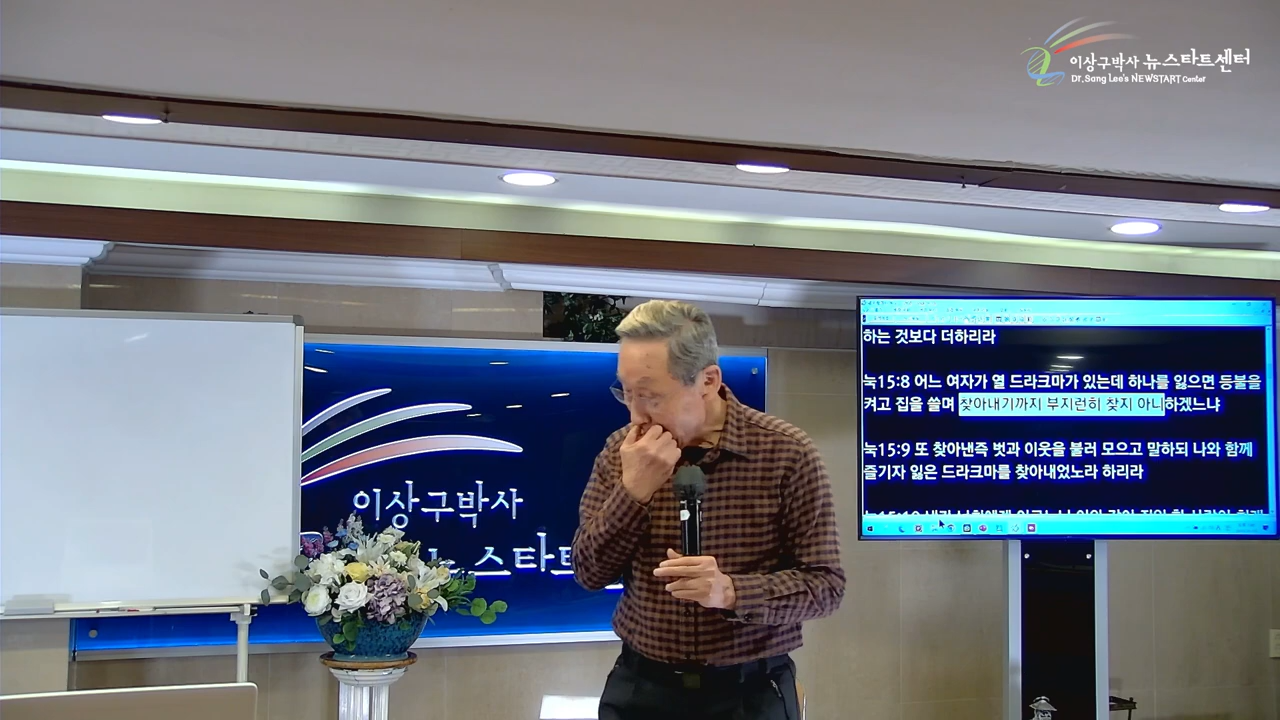 이상구박사 뉴스타트센터
Dr. Sang Lee's NEWSTART Center
하는 것보다 더하리라
눅15:8 어느 여자가 열 드라크마가 있는데 하나를 잃으면 등불을
켜고 집을 쓸며 찾아내기까지 부지런히 찾지 아니하겠느냐
눅15:9 또 찾아낸즉 벗과 이웃을 불러 모으고 말하되 나와 함께
즐기자 잃은 드라크마를 찾아내었노라 하리라
이상구박사
뉴스타트